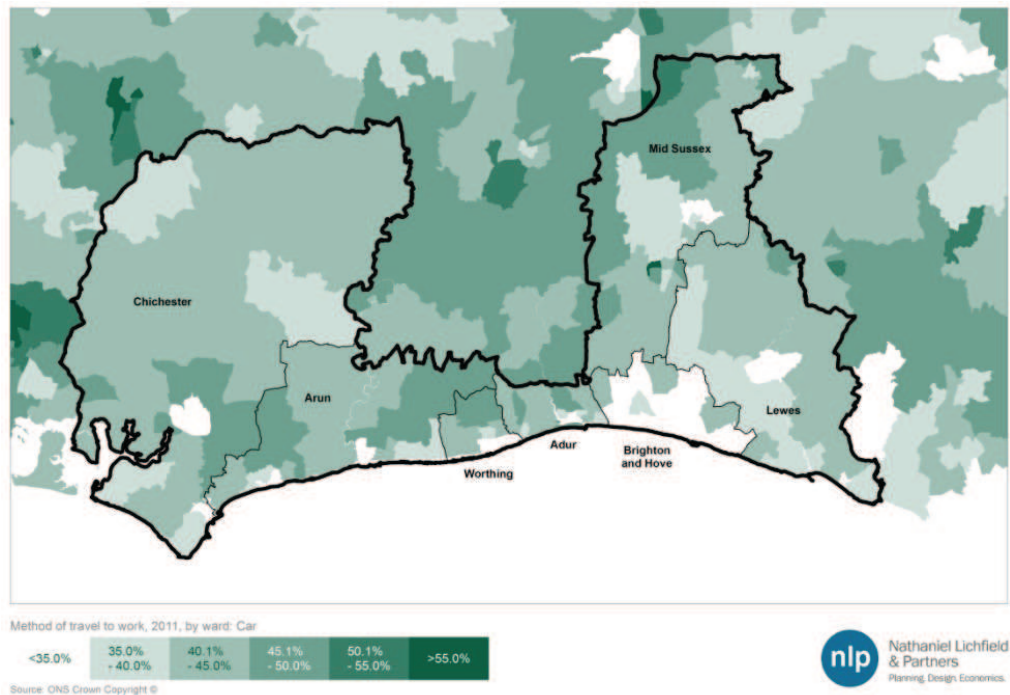 Mid Sussex
Chichester
Arun
Lewes
Adur
Brighton
and Hove
Worthing
Method of travel to work, 2011, by ward: Car
<35.0%
35.0%
- 40.0%
40.1%
- 45.0%
45.1%
- 50.0%
50.1%
- 55.0%
>55.0%
Source: ONS Crown Copyright ©
nlp
Nathaniel Lichfield
& Partners
Planning. Design. Economics.